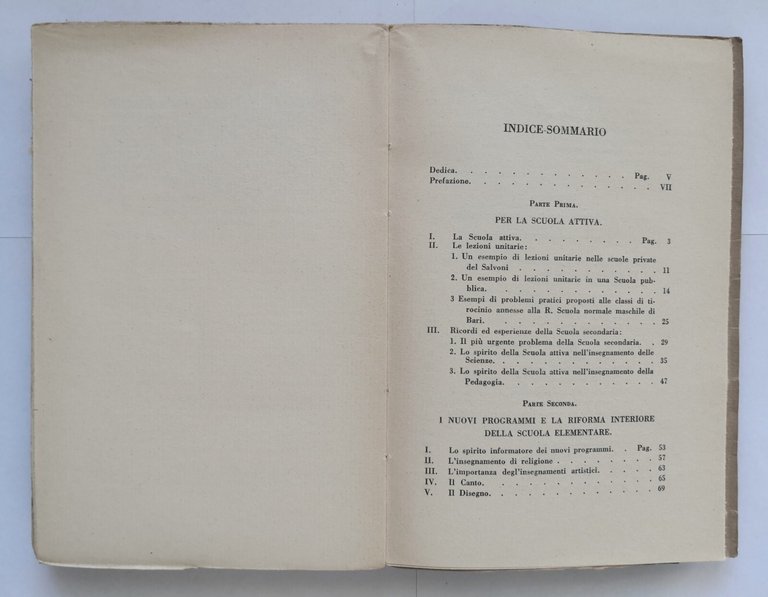 INDICE-SOMMARIO
Dedica. . . . . . . . . . . . . Pag. V
Prefazione. . . . . . . . . . . . . . VII
Parte Prima.
PER LA SCUOLA ATTIVA.
I. La Scuola attiva. . . . . . . . . Pag. 3
II. Le lezioni unitarie:
1. Un esempio di lezioni unitarie nelle scuole private
del Salvoni . . . . . . . . . . . 11
2. Un esempio di lezioni unitarie in una Scuola pub-
blica. . . . . . . . . . . . . 14
3 Esempi di problemi pratici proposti alle classi di ti-
rocinio annesse alla R. Scuola normale maschile di
Bari. . . . . . . . . . . . . 25
III. Ricordi ed esperienze della Scuola secondaria:
1. Il più urgente problema della Scuola secondaria. . 29
2. Lo spirito della Scuola attiva nell'insegnamento delle
Scienze. . . . . . . . . . . . 35
3. Lo spirito della Scuola attiva nell'insegnamento della
Pedagogia. . . . . . . . . . . . 47
Parte Seconda.
I NUOVI PROGRAMMI E LA RIFORMA INTERIORE
DELLA SCUOLA ELEMENTARE.
I. Lo spirito informatore dei nuovi programmi. . Pag. 53
II. L'insegnamento di religione . . . . . . . 57
III. L'importanza degl'insegnamenti artistici. . . . . 63
IV. Il Canto. . . . . . . . . . . . . 65
V. Il Disegno. . . . . . . . . . . . . 69